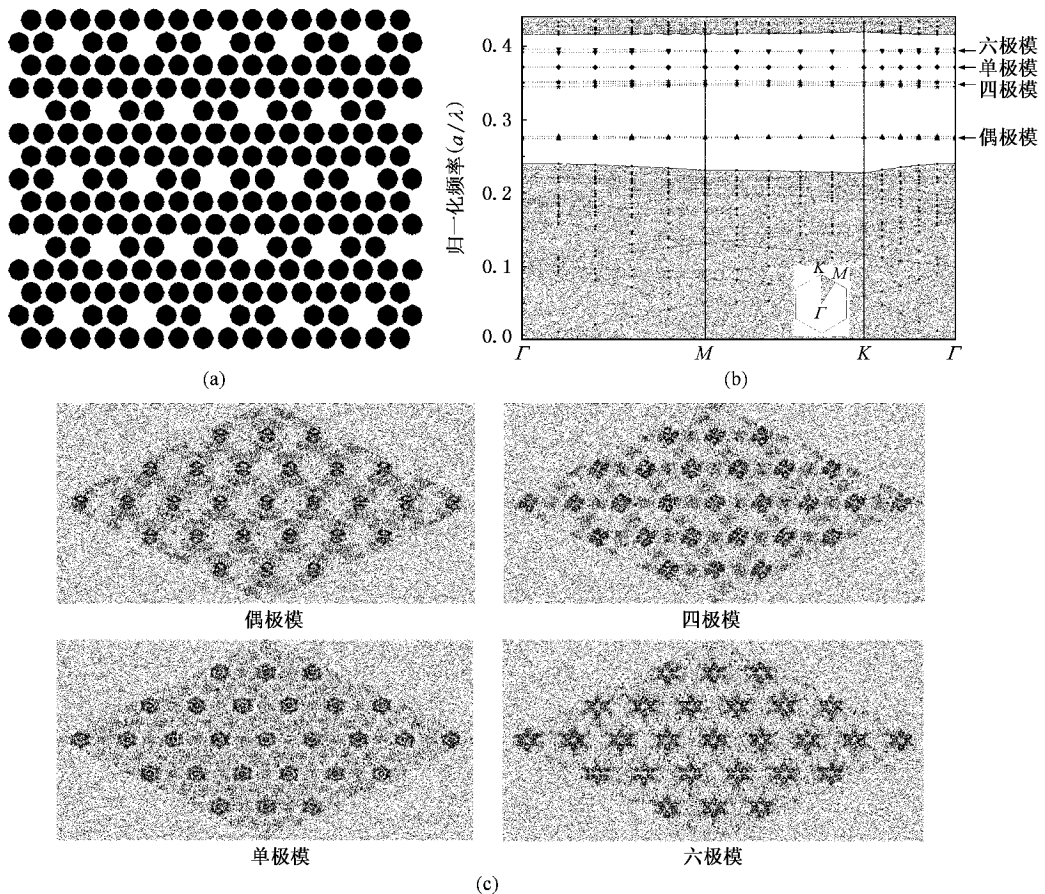 0.4
0.3
0.2
0.1
0.0
归一化频率(a/λ)
六极模
单极模
四极模
偶极模
K
M
Γ
Γ
M
K
Γ
(a)
(b)
偶极模
四极模
单极模
六极模
(c)